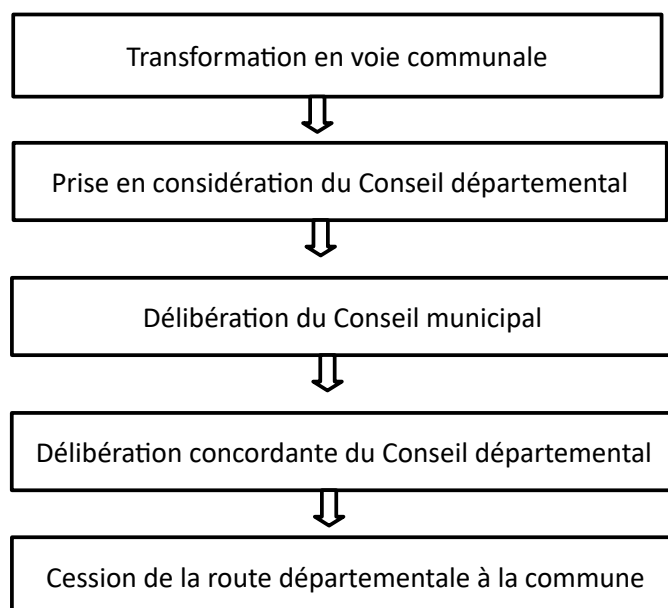 Transformation en voie communale
Prise en considération du Conseil départemental
Délibération du Conseil municipal
Délibération concordante du Conseil départemental
Cession de la route départementale à la commune